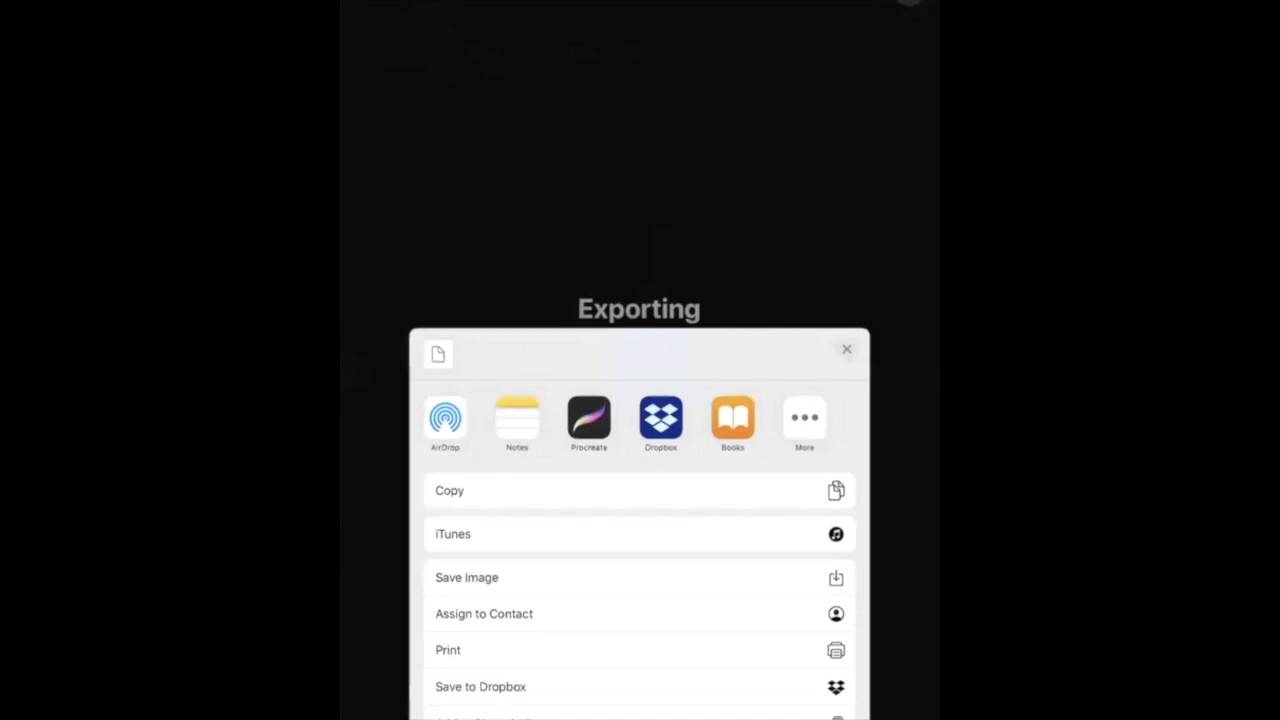 Exporting
AirDrop
Notes
Procreate
Dropbox
Books
More
Copy
iTunes
Save Image
Assign to Contact
Print
Save to Dropbox